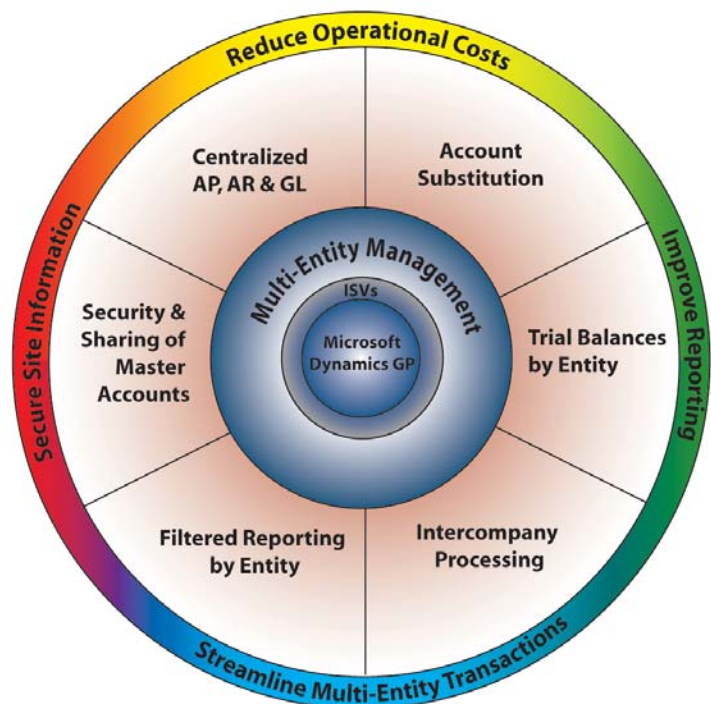 Reduce Operational Costs
Centralized
AP, AR & GL
Account
Substitution
Secure Site Information
Improve Reporting
Multi-Entity Management
ISVs
Microsoft
Dynamics GP
Security &
Sharing of
Master
Accounts
Trial Balances
by Entity
Filtered Reporting
by Entity
Intercompany
Processing
Streamline Multi-Entity Transactions